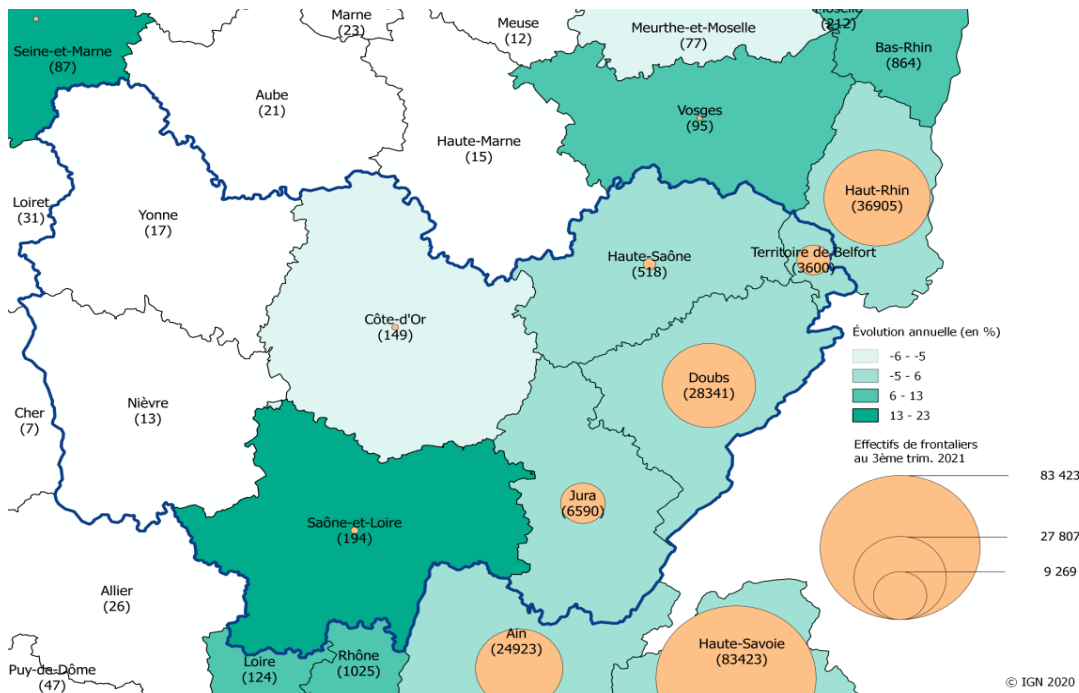 Marne
(23)
Meuse
(12)
Meurthe-et-Moselle
(77)
Moselle
(212)
Seine-et-Marne
(87)
Bas-Rhin
(864)
Aube
(21)
Vosges
(95)
Haute-Marne
(15)
Haut-Rhin
(36905)
Loiret
(31)
Yonne
(17)
Haute-Saône
(518)
Territoire de Belfort
(3600)
Côte-d'Or
(149)
Évolution annuelle (en %)
-6 - -5
-5 - 6
6 - 13
13 - 23
Doubs
(28341)
Cher
(7)
Nièvre
(13)
Effectifs de frontaliers
au 3ème trim. 2021
83 423
27 807
9 269
Jura
(6590)
Saône-et-Loire
(194)
Allier
(26)
Ain
(24923)
Haute-Savoie
(83423)
Loire
(124)
Rhône
(1025)
Puy-de-Dôme
(47)
© IGN 2020